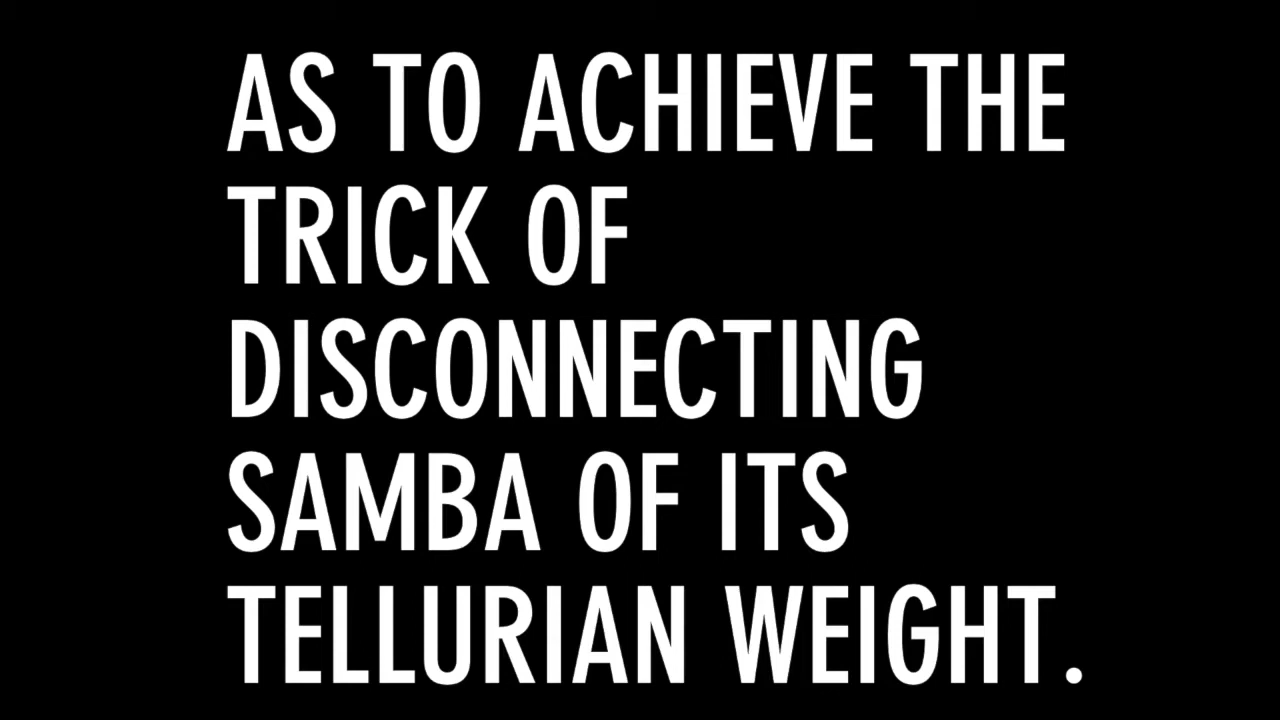 AS TO ACHIEVE THE
TRICK OF
DISCONNECTING
SAMBA OF ITS
TELLURIAN WEIGHT.